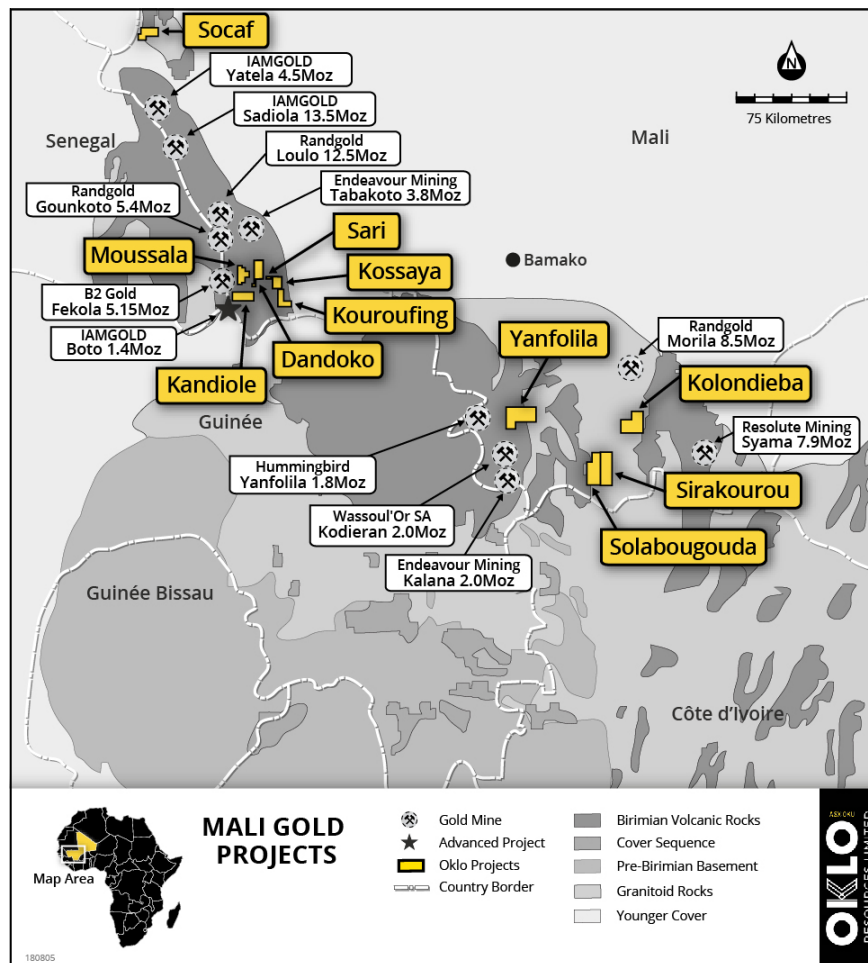 Socaf
IAMGOLD
Yatela 4.5Moz
IAMGOLD
Sadiola 13.5Moz
75 Kilometres
Mali
Senegal
Randgold
Loulo 12.5Moz
Endeavour Mining
Tabakoto 3.8Moz
Randgold
Gounkoto 5.4Moz
Sari
Moussala
Kossaya
Bamako
B2 Gold
Fekola 5.15Moz
Kouroufing
IAMGOLD
Boto 1.4Moz
Dandoko
Yanfolila
Randgold
Morila 8.5Moz
Kandiole
Kolondieba
Guinée
Resolute Mining
Syama 7.9Moz
Hummingbird
Yanfolila 1.8Moz
Sirakourou
Wassoul'Or SA
Kodieran 2.0Moz
Solabougouda
Endeavour Mining
Kalana 2.0Moz
Guinée Bissau
Côte d'Ivoire
Map Area
MALI GOLD
PROJECTS
Gold Mine
Advanced Project
Oklo Projects
Country Border
Birimian Volcanic Rocks
Cover Sequence
Pre-Birimian Basement
Granitoid Rocks
Younger Cover
ASX OKU
OKLO
RESOURCES LIMITED
180805